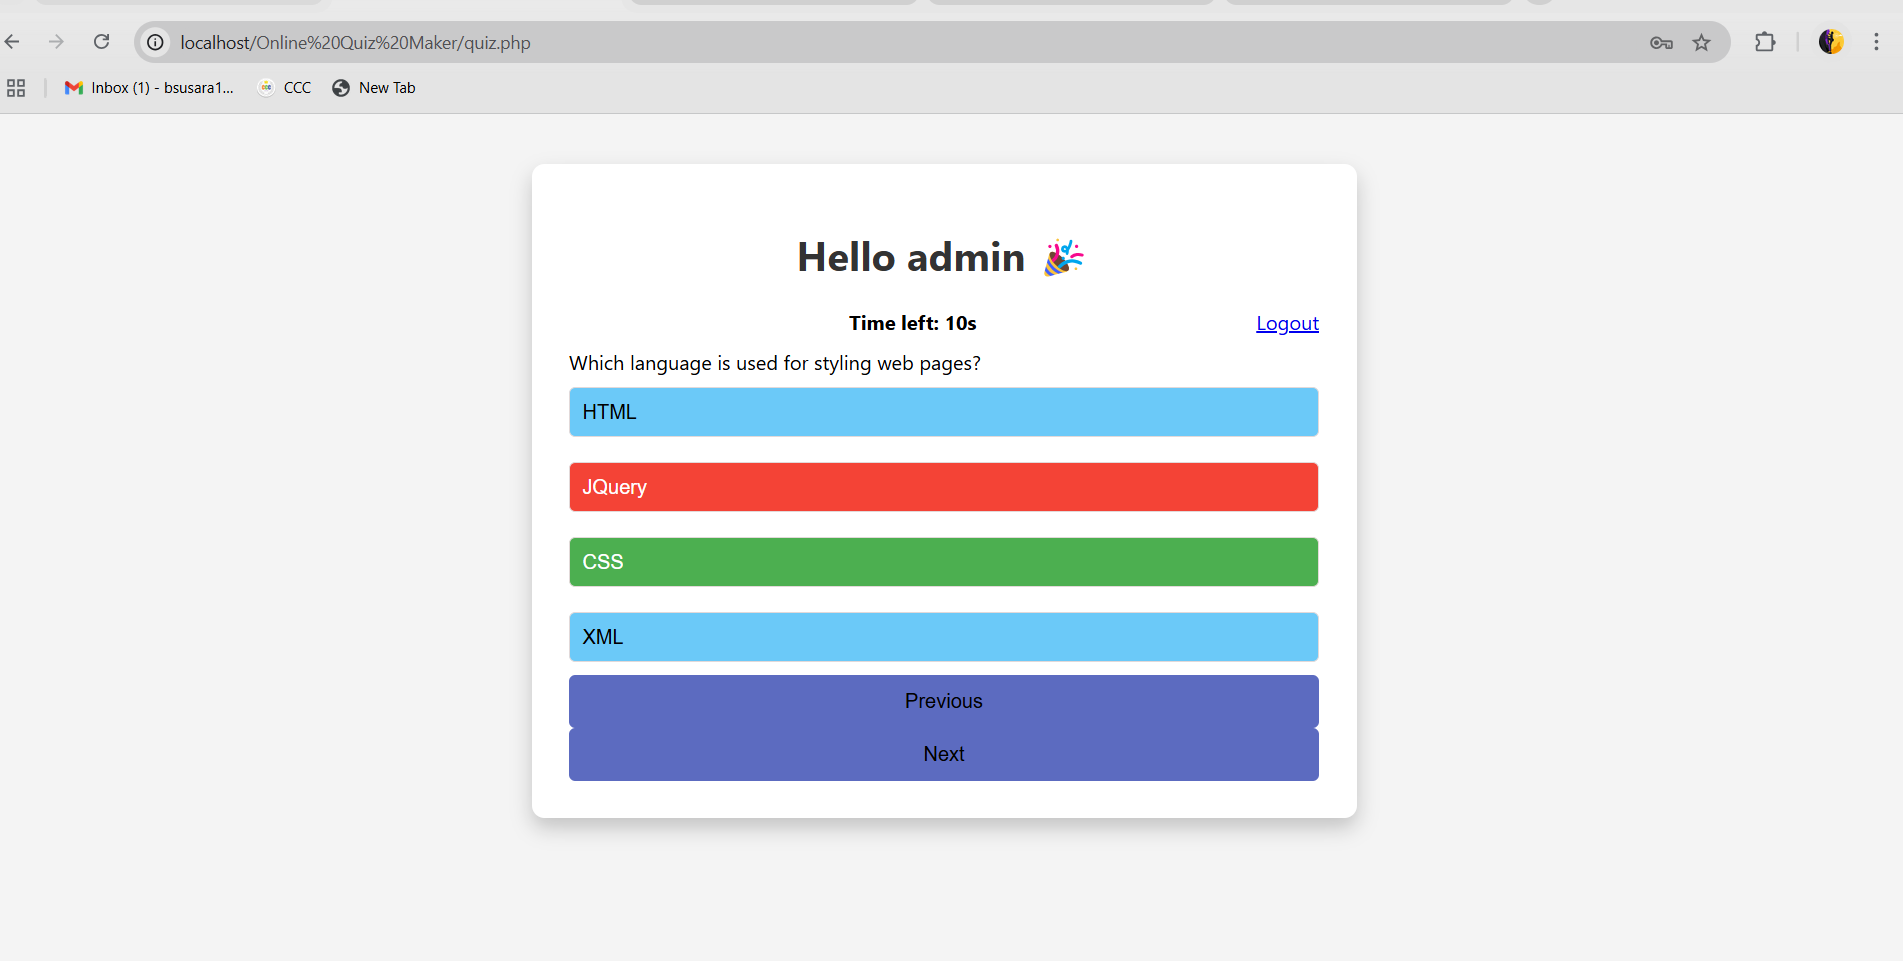 localhost/Online%20Quiz%20Maker/quiz.php
Inbox (1) - bsusara1... CCC New Tab
Hello admin 🎉
Time left: 10s Logout
Which language is used for styling web pages?
HTML
JQuery
CSS
XML
Previous
Next